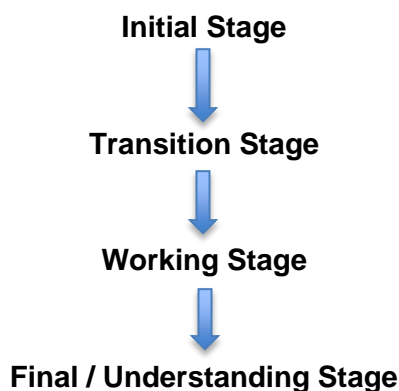 Initial Stage
Transition Stage
Working Stage
Final / Understanding Stage